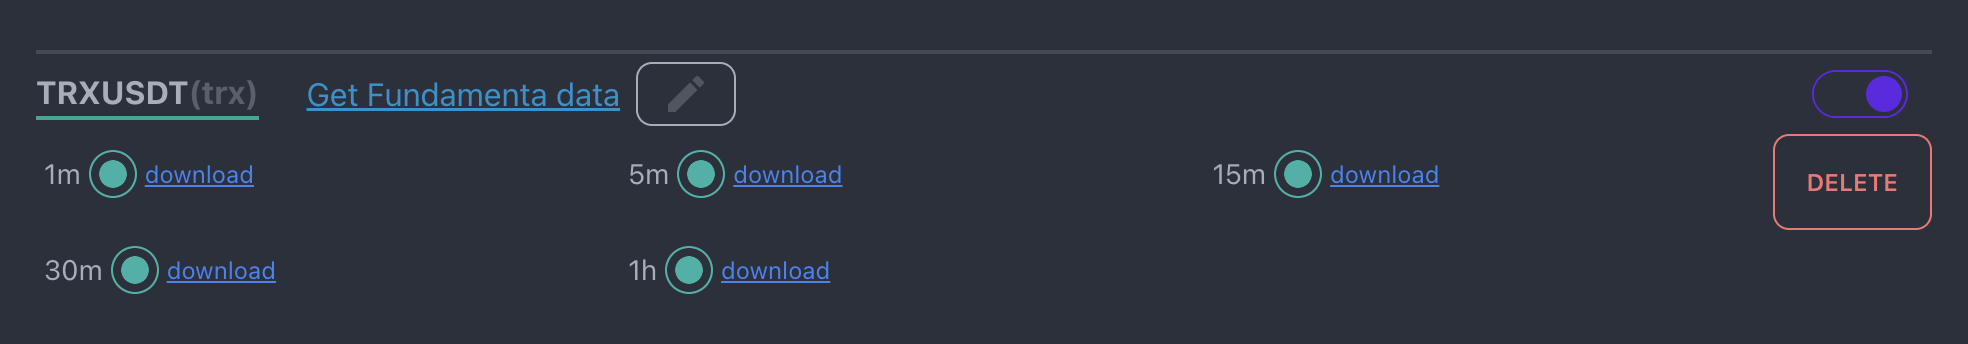 TRXUSDT(trx) Get Fundamenta data
1m download 5m download 15m download DELETE
30m download 1h download